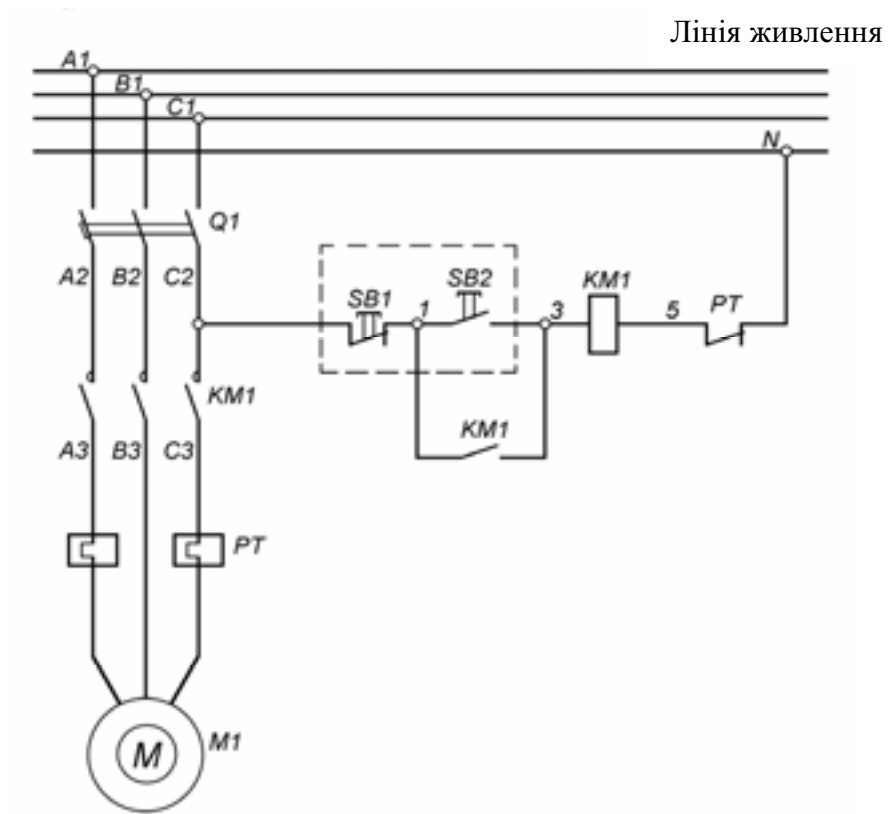 Лінія живлення
A1
B1
C1
N
Q1
A2 B2 C2
SB1 1 SB2 3 KM1 5 PT
KM1
KM1
A3 B3 C3
PT
M M1